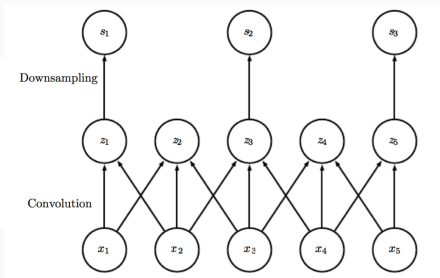 s₁ s₂ s₃
Downsampling
z₁ z₂ z₃ z₄ z₅
Convolution
x₁ x₂ x₃ x₄ x₅